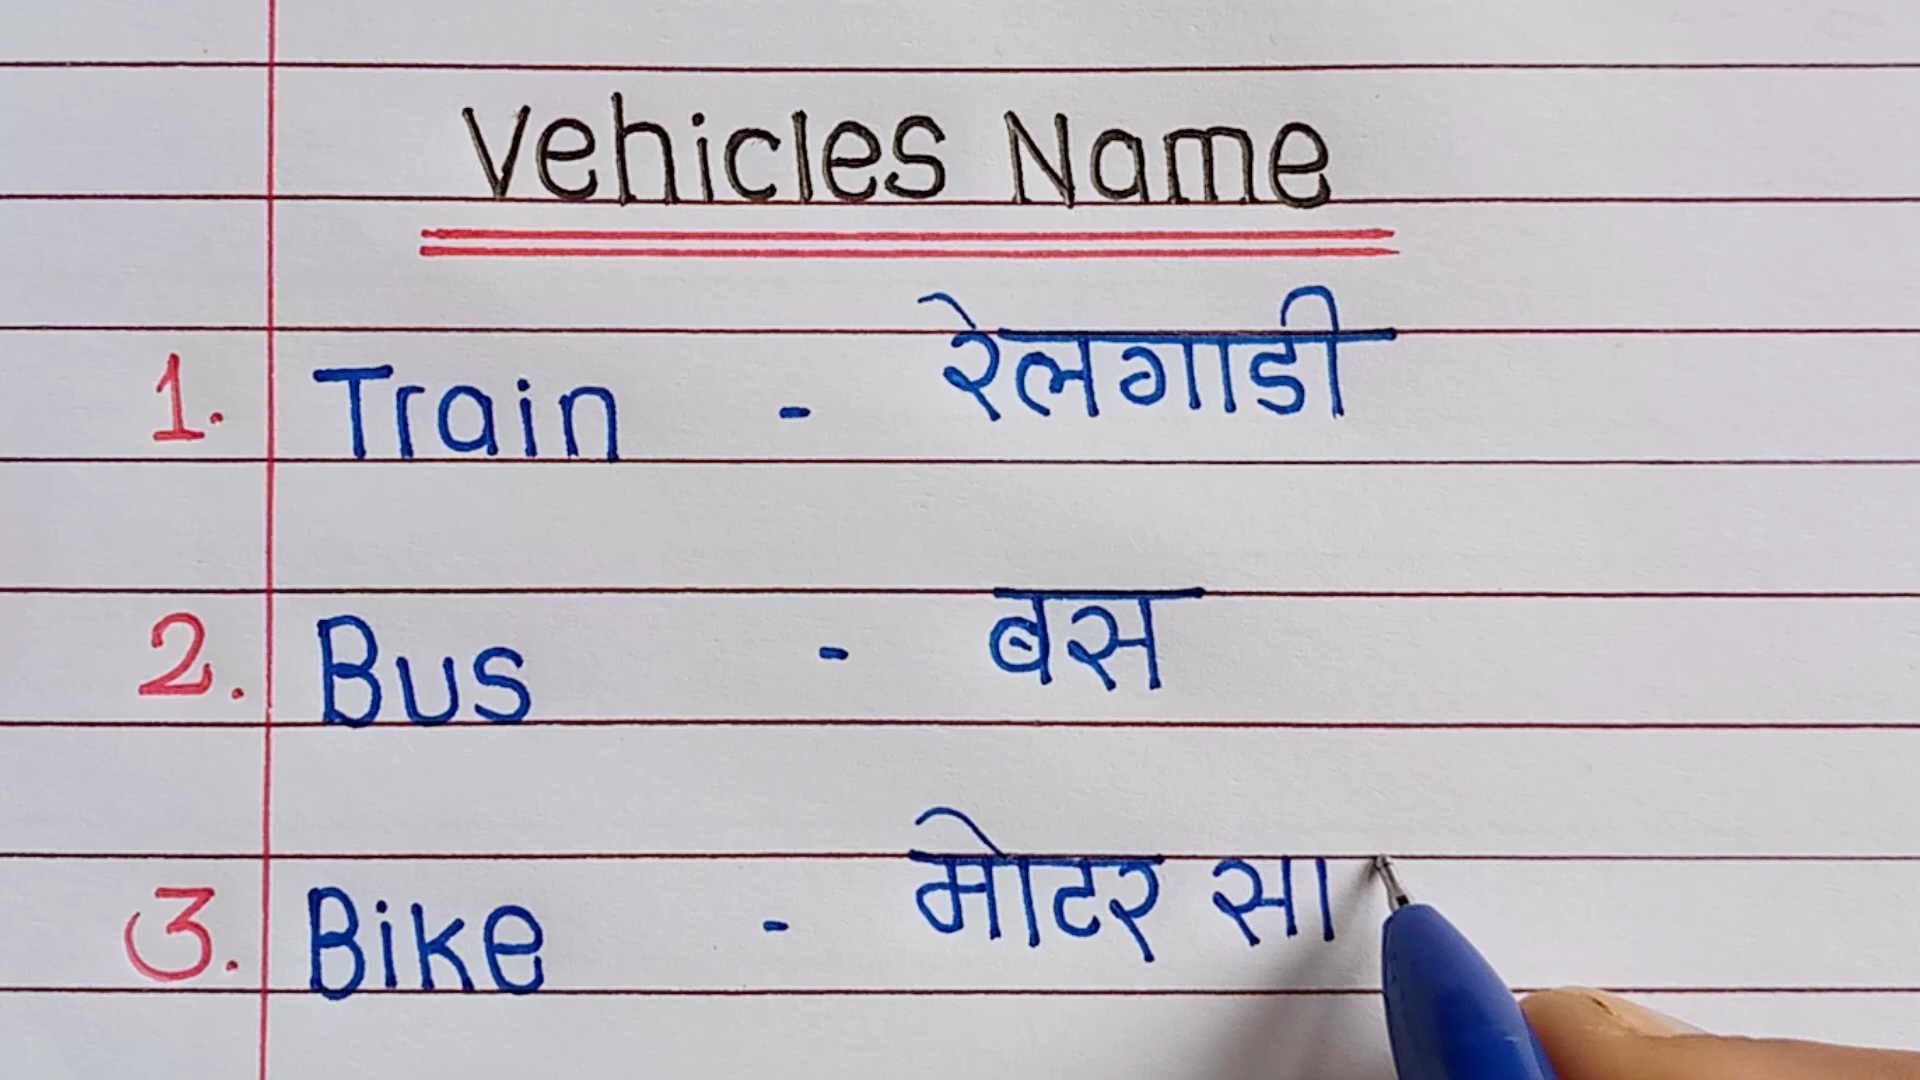 Vehicles Name
1. Train - रेलगाडी
2. Bus - बस
3. Bike - मोटर सा